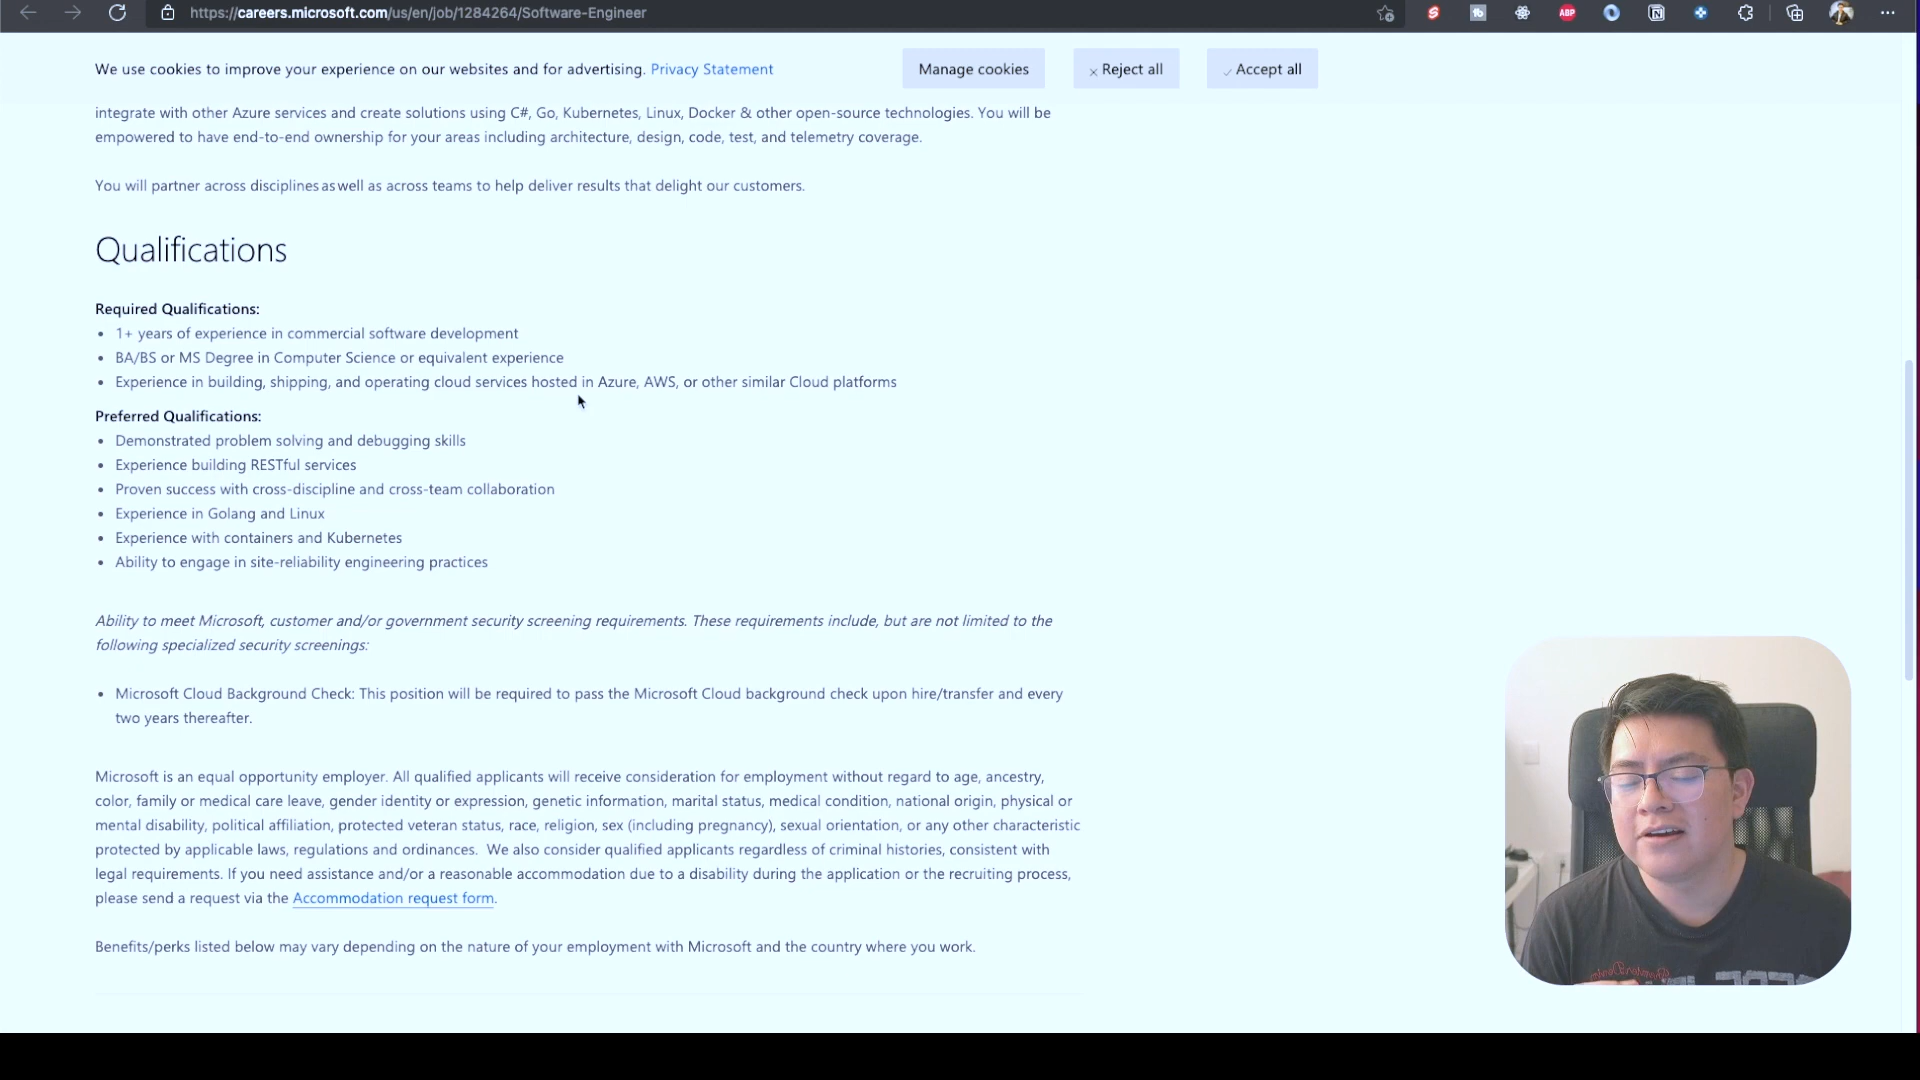 https://careers.microsoft.com/us/en/job/1284264/Software-Engineer
We use cookies to improve your experience on our websites and for advertising. Privacy Statement
Manage cookies
Reject all
Accept all
integrate with other Azure services and create solutions using C#, Go, Kubernetes, Linux, Docker & other open-source technologies. You will be
empowered to have end-to-end ownership for your areas including architecture, design, code, test, and telemetry coverage.
You will partner across disciplines as well as across teams to help deliver results that delight our customers.
Qualifications
Required Qualifications:
• 1+ years of experience in commercial software development
• BA/BS or MS Degree in Computer Science or equivalent experience
• Experience in building, shipping, and operating cloud services hosted in Azure, AWS, or other similar Cloud platforms
Preferred Qualifications:
• Demonstrated problem solving and debugging skills
• Experience building RESTful services
• Proven success with cross-discipline and cross-team collaboration
• Experience in Golang and Linux
• Experience with containers and Kubernetes
• Ability to engage in site-reliability engineering practices
Ability to meet Microsoft, customer and/or government security screening requirements. These requirements include, but are not limited to the
following specialized security screenings:
• Microsoft Cloud Background Check: This position will be required to pass the Microsoft Cloud background check upon hire/transfer and every
two years thereafter.
Microsoft is an equal opportunity employer. All qualified applicants will receive consideration for employment without regard to age, ancestry,
color, family or medical care leave, gender identity or expression, genetic information, marital status, medical condition, national origin, physical or
mental disability, political affiliation, protected veteran status, race, religion, sex (including pregnancy), sexual orientation, or any other characteristic
protected by applicable laws, regulations and ordinances. We also consider qualified applicants regardless of criminal histories, consistent with
legal requirements. If you need assistance and/or a reasonable accommodation due to a disability during the application or the recruiting process,
please send a request via the Accommodation request form.
Benefits/perks listed below may vary depending on the nature of your employment with Microsoft and the country where you work.